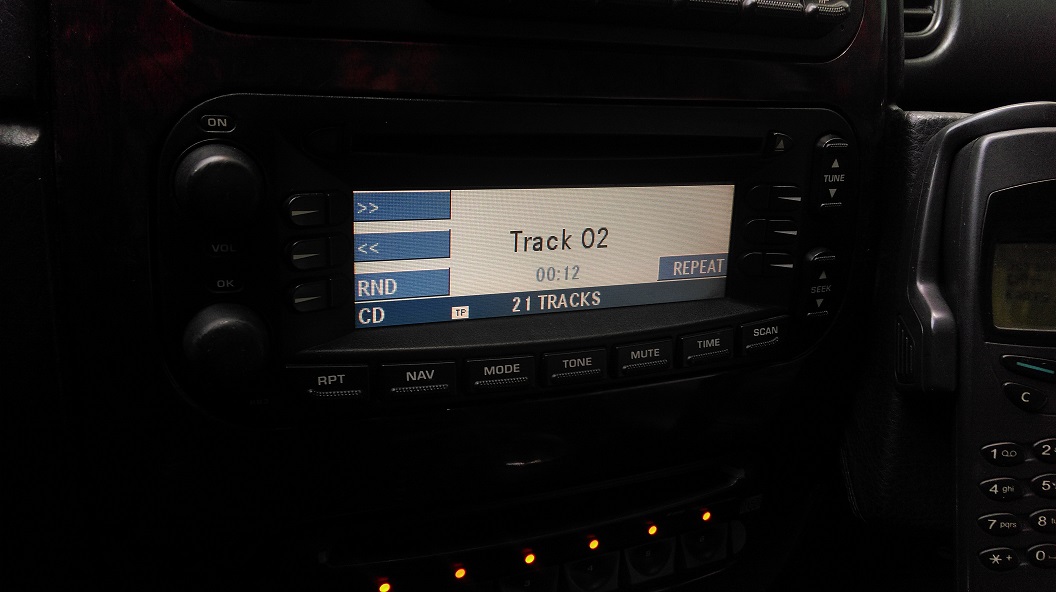 ON
TUNE
VOL
OK
>>
<<
RND
CD
Track 02
00:12
REPEAT
TP
21 TRACKS
SEEK
RPT
NAV
MODE
TONE
MUTE
TIME
SCAN
C
1
2
4 ghi
5
7 pqrs
8
* +
0